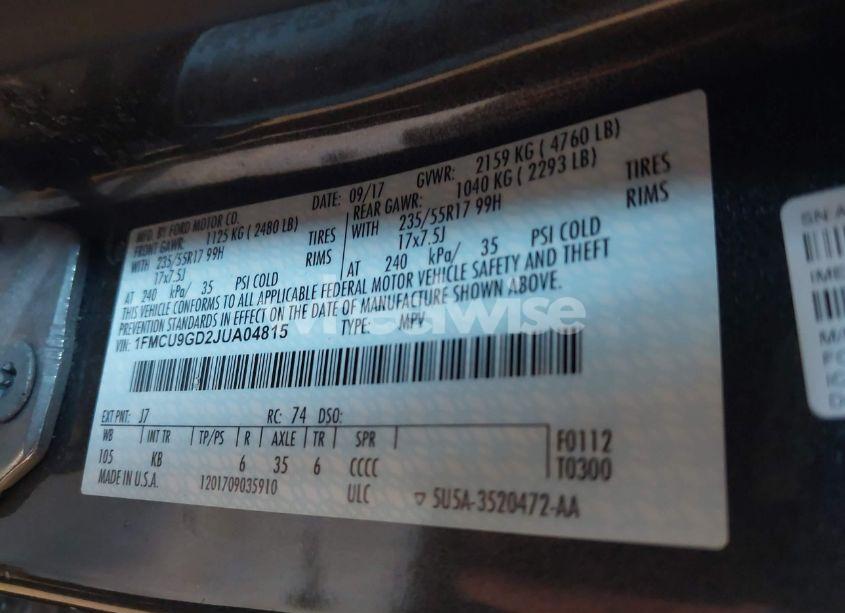 MFD. BY FORD MOTOR CO.
DATE: 09/17 GVWR: 2159 KG ( 4760 LB)
FRONT GAWR: 1125 KG ( 2480 LB)
REAR GAWR: 1040 KG ( 2293 LB)
WITH 235/55R17 99H TIRES
WITH 235/55R17 99H TIRES
17x7.5J RIMS
17x7.5J RIMS
AT 240 kPa/ 35 PSI COLD
AT 240 kPa/ 35 PSI COLD
THIS VEHICLE CONFORMS TO ALL APPLICABLE FEDERAL MOTOR VEHICLE SAFETY AND THEFT
PREVENTION STANDARDS IN EFFECT ON THE DATE OF MANUFACTURE SHOWN ABOVE.
VIN: 1FMCU9GD2JUA04815 TYPE: MPV
EXT PNT: J7 RC: 74 DSO:
WB INT TR TP/PS R AXLE TR SPR F0112
105 KB 6 35 6 CCCC T0300
MADE IN U.S.A. 1201709035910 ULC 5U5A-3520472-AA
SN
IME